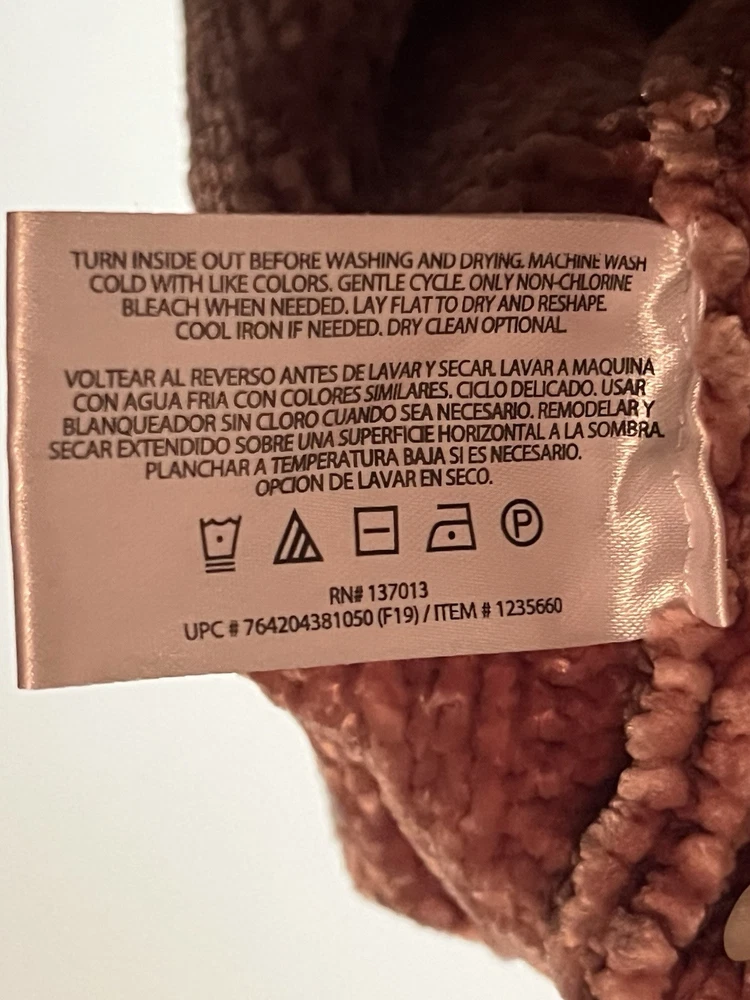 TURN INSIDE OUT BEFORE WASHING AND DRYING. MACHINE WASH
COLD WITH LIKE COLORS. GENTLE CYCLE. ONLY NON-CHLORINE
BLEACH WHEN NEEDED. LAY FLAT TO DRY AND RESHAPE.
COOL IRON IF NEEDED. DRY CLEAN OPTIONAL.
VOLTEAR AL REVERSO ANTES DE LAVAR Y SECAR. LAVAR A MAQUINA
CON AGUA FRIA CON COLORES SIMILARES. CICLO DELICADO. USAR
BLANQUEADOR SIN CLORO CUANDO SEA NECESARIO. REMODELAR Y
SECAR EXTENDIDO SOBRE UNA SUPERFICIE HORIZONTAL A LA SOMBRA.
PLANCHAR A TEMPERATURA BAJA SI ES NECESARIO.
OPCION DE LAVAR EN SECO.
P
RN# 137013
UPC # 764204381050 (F19) / ITEM # 1235660